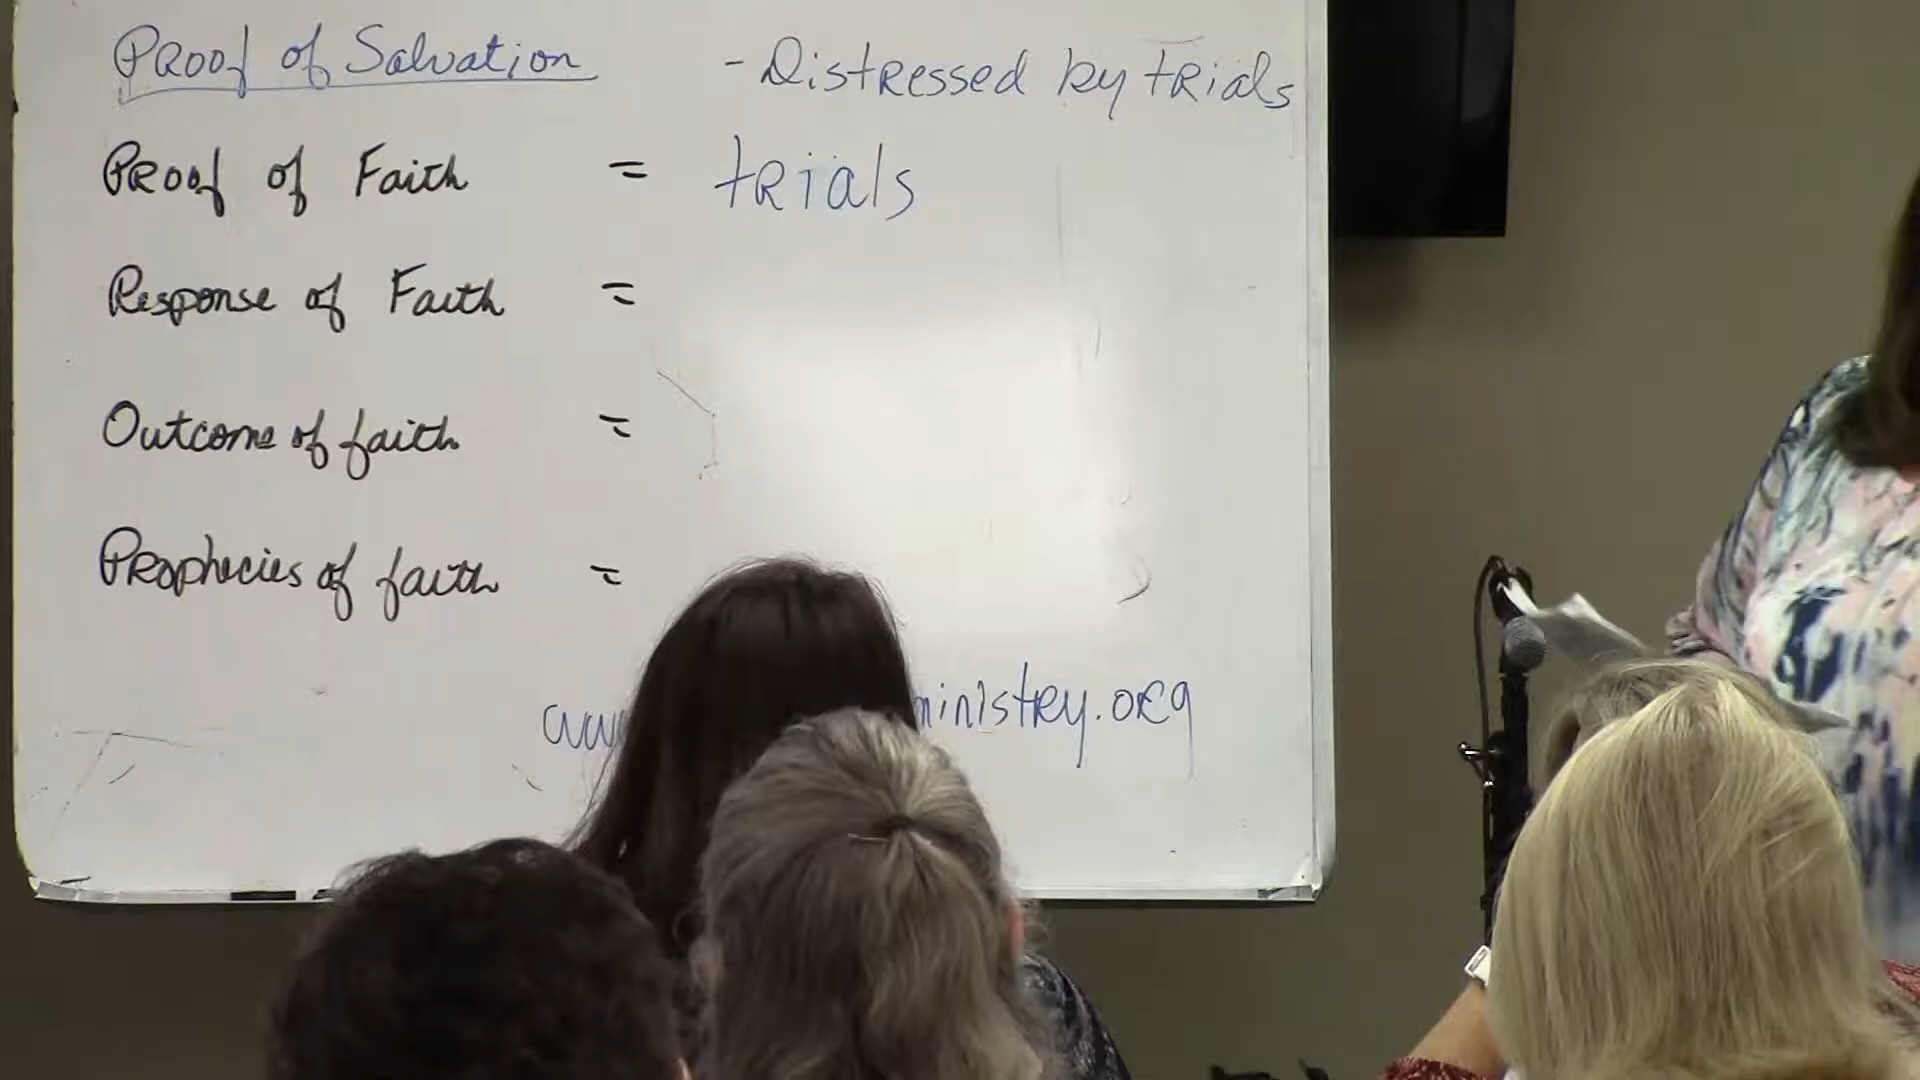 Proof of Salvation - Distressed by trials
Proof of Faith = trials
Response of Faith =
Outcome of faith =
Prophecies of faith =
ministry.org